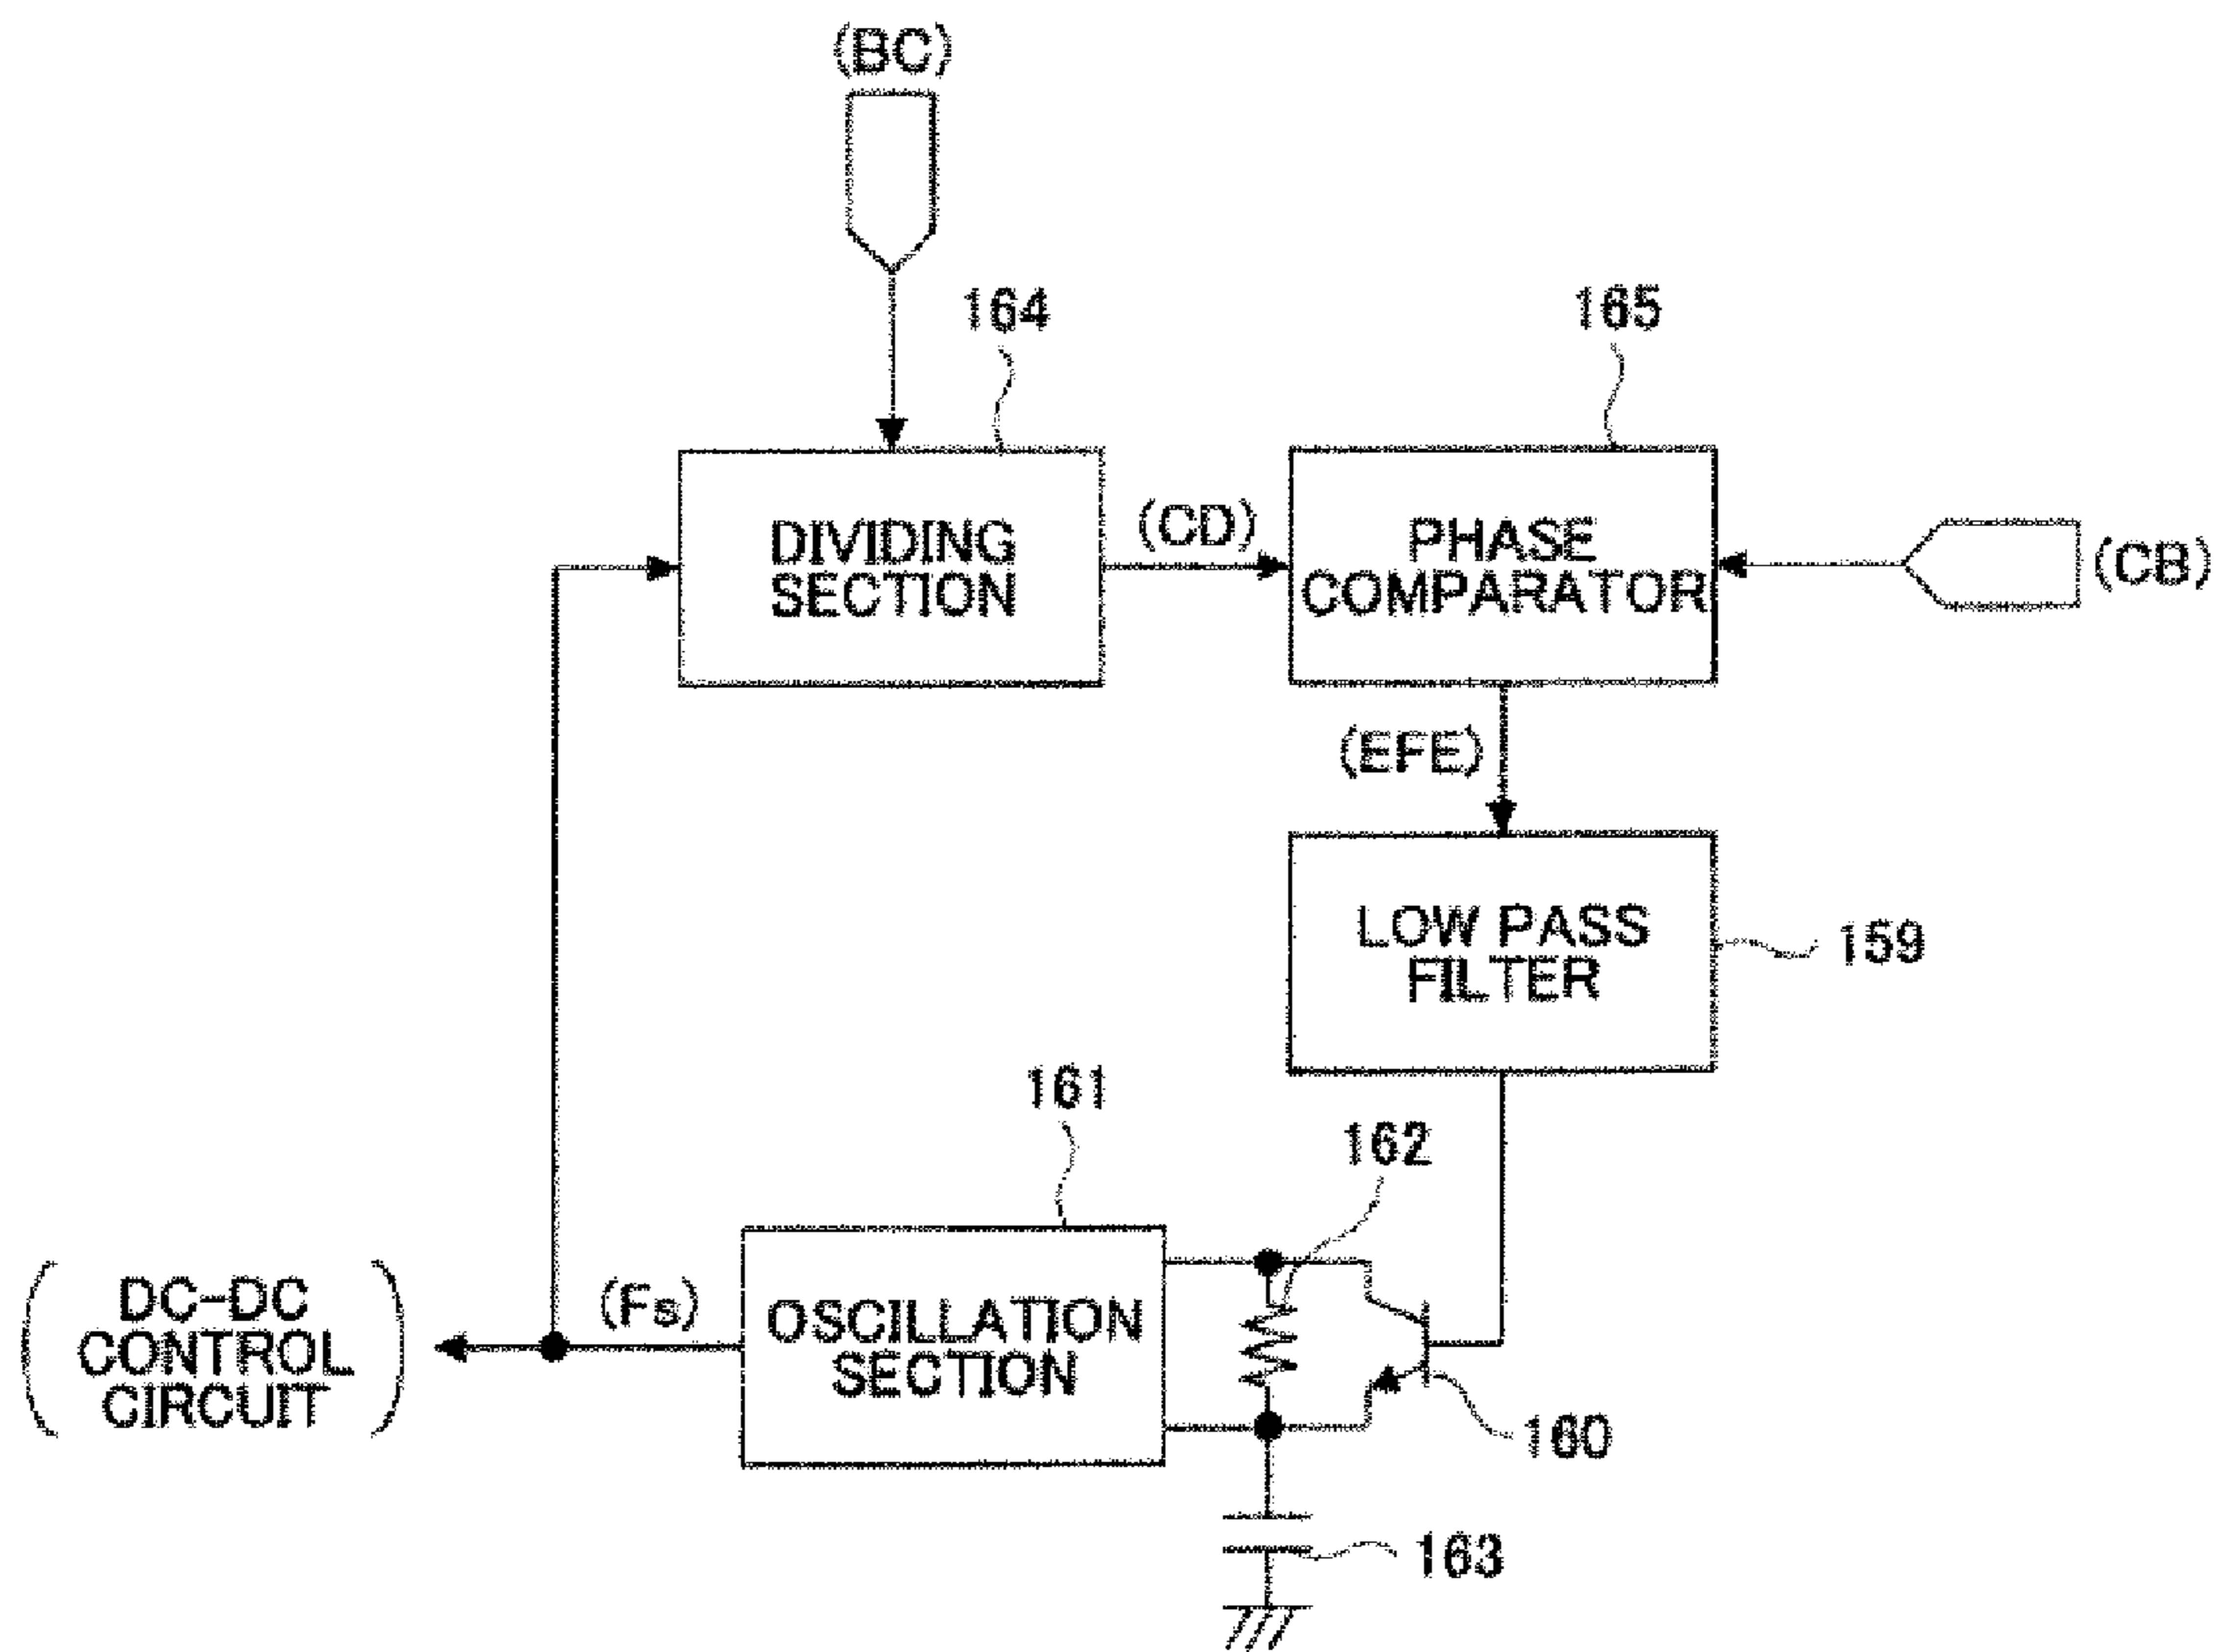 (BC)
164
165
DIVIDING
SECTION
(CD)
PHASE
COMPARATOR
(CB)
(EFE)
LOW PASS
FILTER
159
161
162
DC-DC
CONTROL
CIRCUIT
(Fs)
OSCILLATION
SECTION
160
163